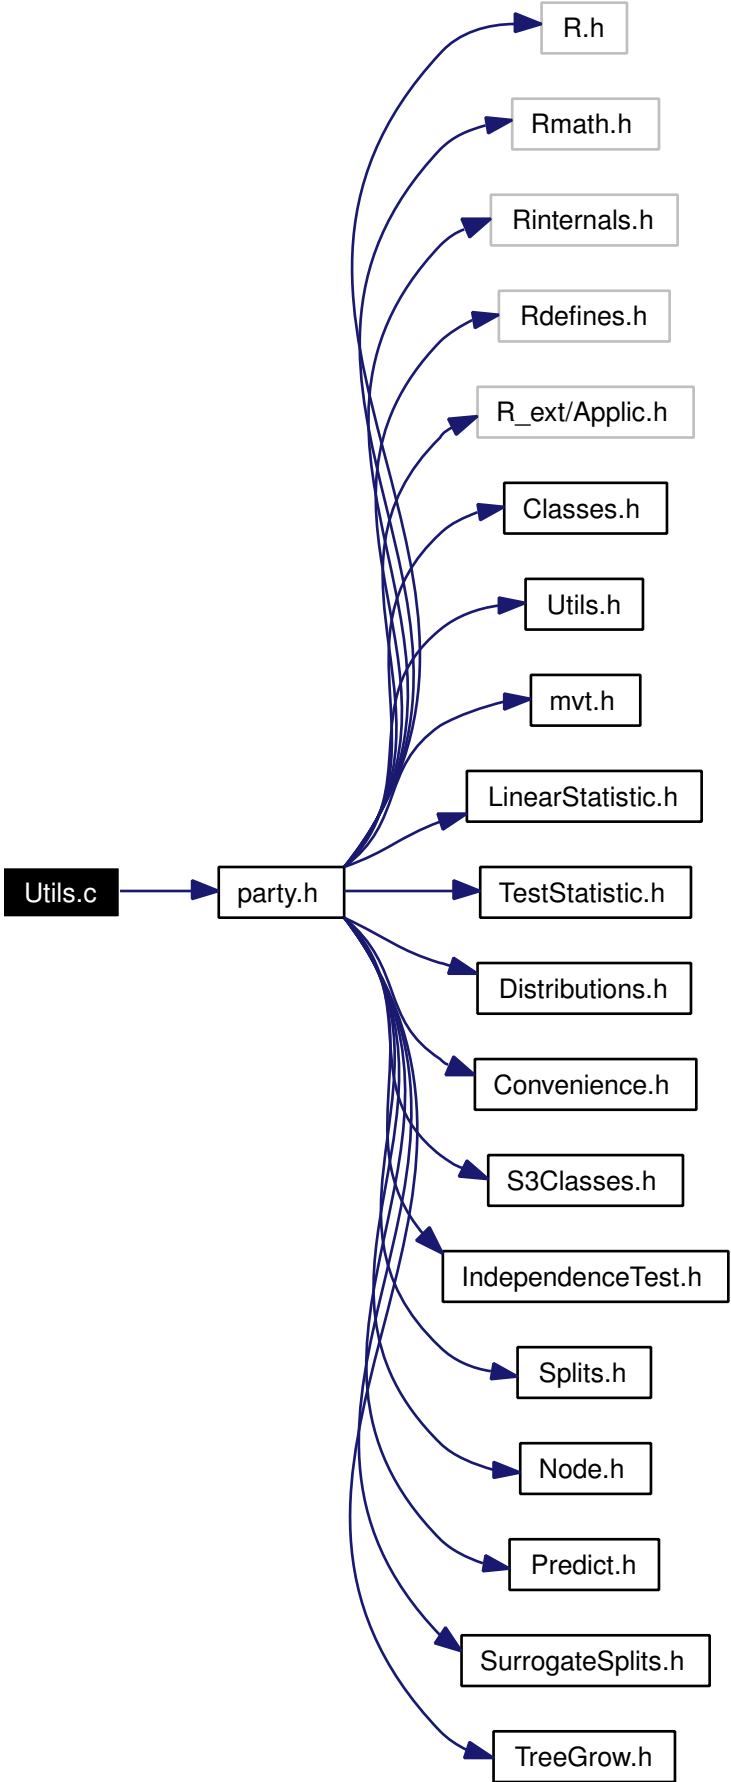 R.h
Rmath.h
Rinternals.h
Rdefines.h
R_ext/Applic.h
Classes.h
Utils.h
mvt.h
LinearStatistic.h
Utils.c
party.h
TestStatistic.h
Distributions.h
Convenience.h
S3Classes.h
IndependenceTest.h
Splits.h
Node.h
Predict.h
SurrogateSplits.h
TreeGrow.h